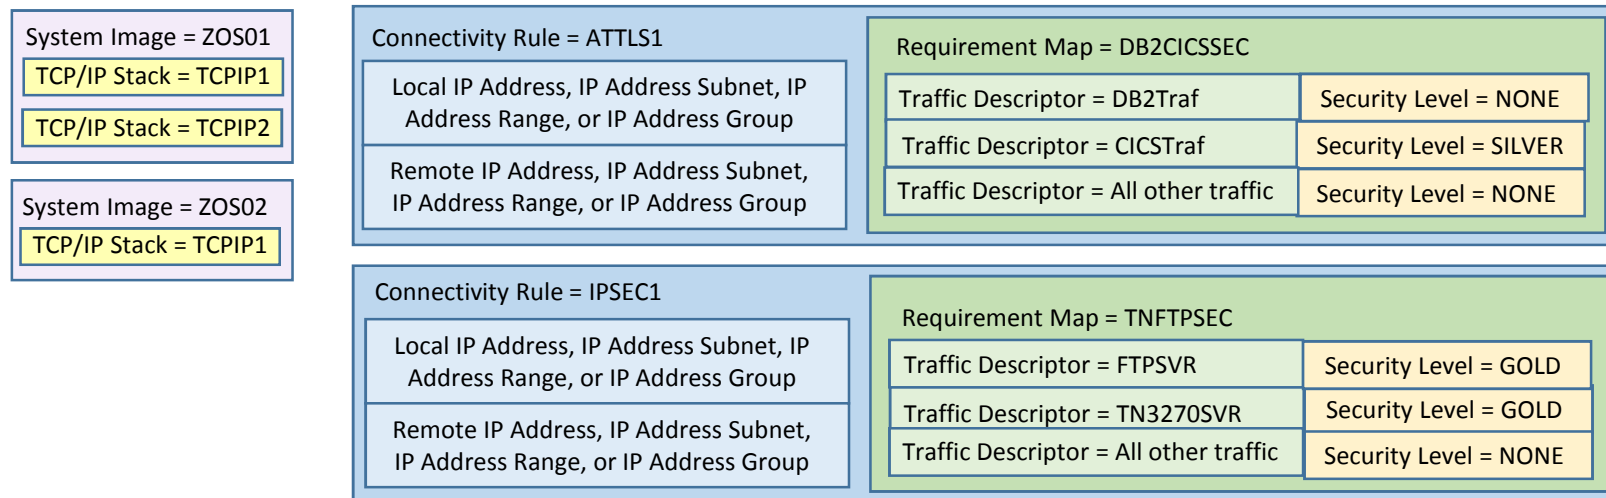 System Image = ZOS01
TCP/IP Stack = TCPIP1
TCP/IP Stack = TCPIP2
System Image = ZOS02
TCP/IP Stack = TCPIP1
Connectivity Rule = ATTLS1
Local IP Address, IP Address Subnet, IP
Address Range, or IP Address Group
Remote IP Address, IP Address Subnet,
IP Address Range, or IP Address Group
Requirement Map = DB2CICSSEC
Traffic Descriptor = DB2Traf
Security Level = NONE
Traffic Descriptor = CICSTraf
Security Level = SILVER
Traffic Descriptor = All other traffic
Security Level = NONE
Connectivity Rule = IPSEC1
Local IP Address, IP Address Subnet, IP
Address Range, or IP Address Group
Remote IP Address, IP Address Subnet,
IP Address Range, or IP Address Group
Requirement Map = TNFTPSEC
Traffic Descriptor = FTPSVR
Security Level = GOLD
Traffic Descriptor = TN3270SVR
Security Level = GOLD
Traffic Descriptor = All other traffic
Security Level = NONE